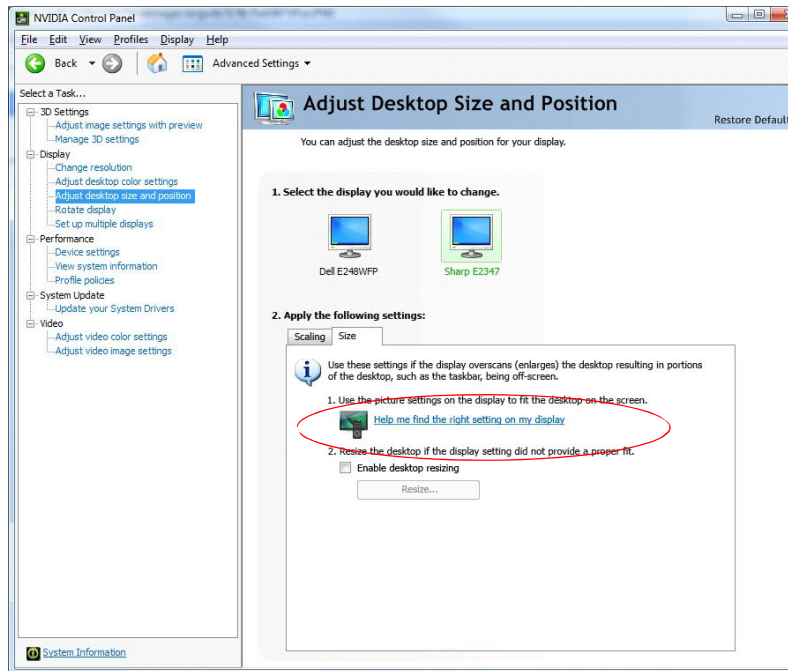 NVIDIA Control Panel
File Edit View Profiles Display Help
Back Advanced Settings
Select a Task...
3D Settings
Adjust image settings with preview
Manage 3D settings
Display
Change resolution
Adjust desktop color settings
Adjust desktop size and position
Rotate display
Set up multiple displays
Performance
Device settings
View system information
Profile policies
System Update
Update your System Drivers
Video
Adjust video color settings
Adjust video image settings
System Information
Adjust Desktop Size and Position
Restore Default
You can adjust the desktop size and position for your display.
1. Select the display you would like to change.
Dell E248WFP Sharp E2347
2. Apply the following settings:
Scaling Size
Use these settings if the display overscans (enlarges) the desktop resulting in portions
of the desktop, such as the taskbar, being off-screen.
1. Use the picture settings on the display to fit the desktop on the screen.
Help me find the right setting on my display
2. Resize the desktop if the display setting did not provide a proper fit.
Enable desktop resizing
Resize...